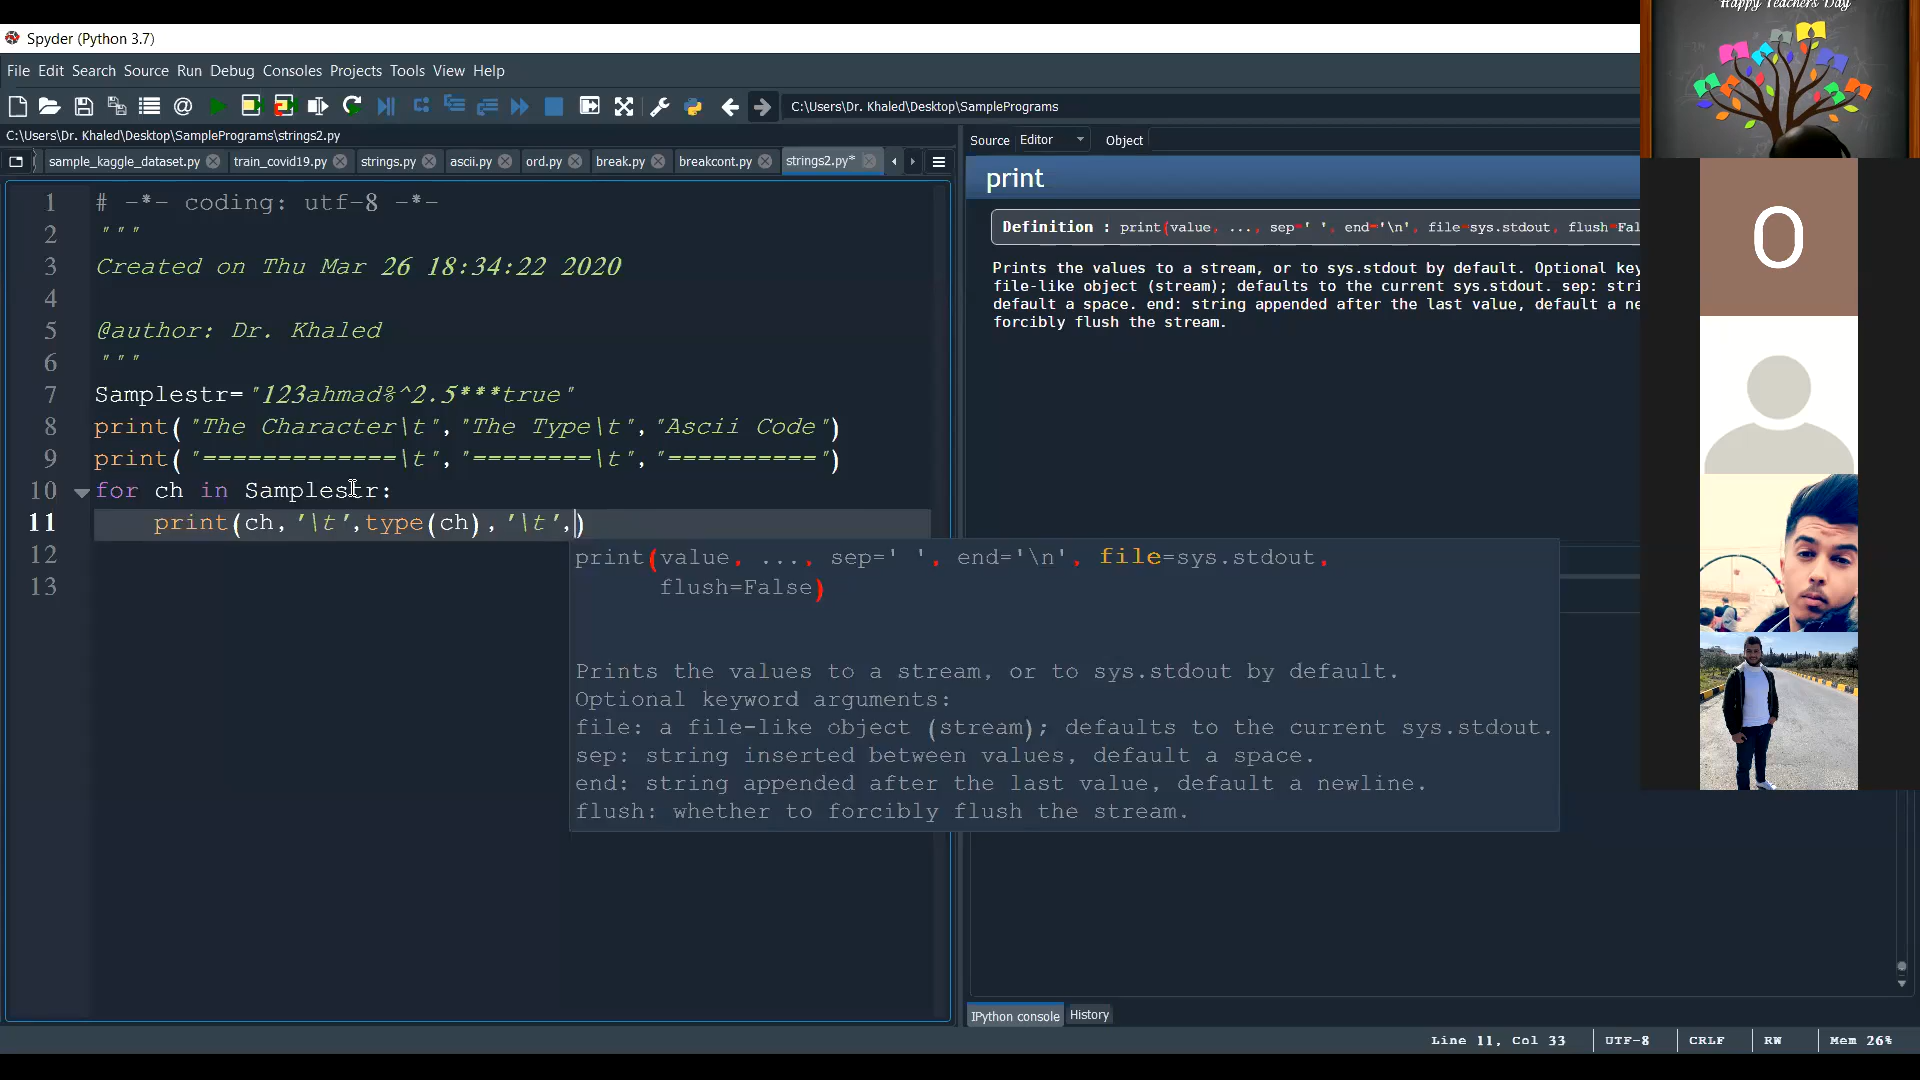 Happy Teachers Day
Spyder (Python 3.7)
File Edit Search Source Run Debug Consoles Projects Tools View Help
C:\Users\Dr. Khaled\Desktop\SamplePrograms
C:\Users\Dr. Khaled\Desktop\SamplePrograms\strings2.py
Source Editor Object
sample_kaggle_dataset.py train_covid19.py strings.py ascii.py ord.py break.py breakcont.py strings2.py*
print
Definition : print(value, ..., sep=' ', end='\n', file=sys.stdout, flush=Fal
Prints the values to a stream, or to sys.stdout by default. Optional key
file-like object (stream); defaults to the current sys.stdout. sep: stri
default a space. end: string appended after the last value, default a ne
forcibly flush the stream.
1 # -*- coding: utf-8 -*-
2 """
3 Created on Thu Mar 26 18:34:22 2020
4
5 @author: Dr. Khaled
6 """
7 Samplestr="123ahmad%^2.5***true"
8 print("The Character\t","The Type\t","Ascii Code")
9 print("=============\t","========\t","==========")
10 for ch in Samplestr:
11 print(ch,'\t',type(ch),'\t',)
12
13
print(value, ..., sep=' ', end='\n', file=sys.stdout,
flush=False)
Prints the values to a stream, or to sys.stdout by default.
Optional keyword arguments:
file: a file-like object (stream); defaults to the current sys.stdout.
sep: string inserted between values, default a space.
end: string appended after the last value, default a newline.
flush: whether to forcibly flush the stream.
O
IPython console History
Line 11, Col 33 UTF-8 CRLF RW Mem 26%